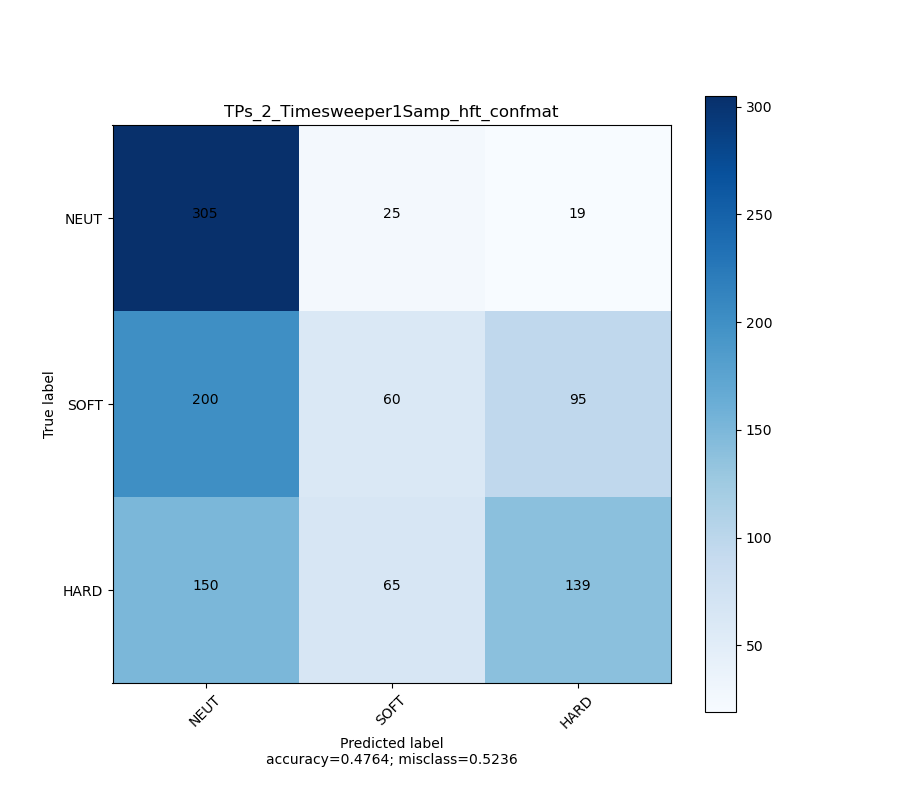 TPs_2_Timesweeper1Samp_hft_confmat
300
250
200
150
100
50
True label
NEUT
305 25 19
SOFT
200 60 95
HARD
150 65 139
NEUT SOFT HARD
Predicted label
accuracy=0.4764; misclass=0.5236